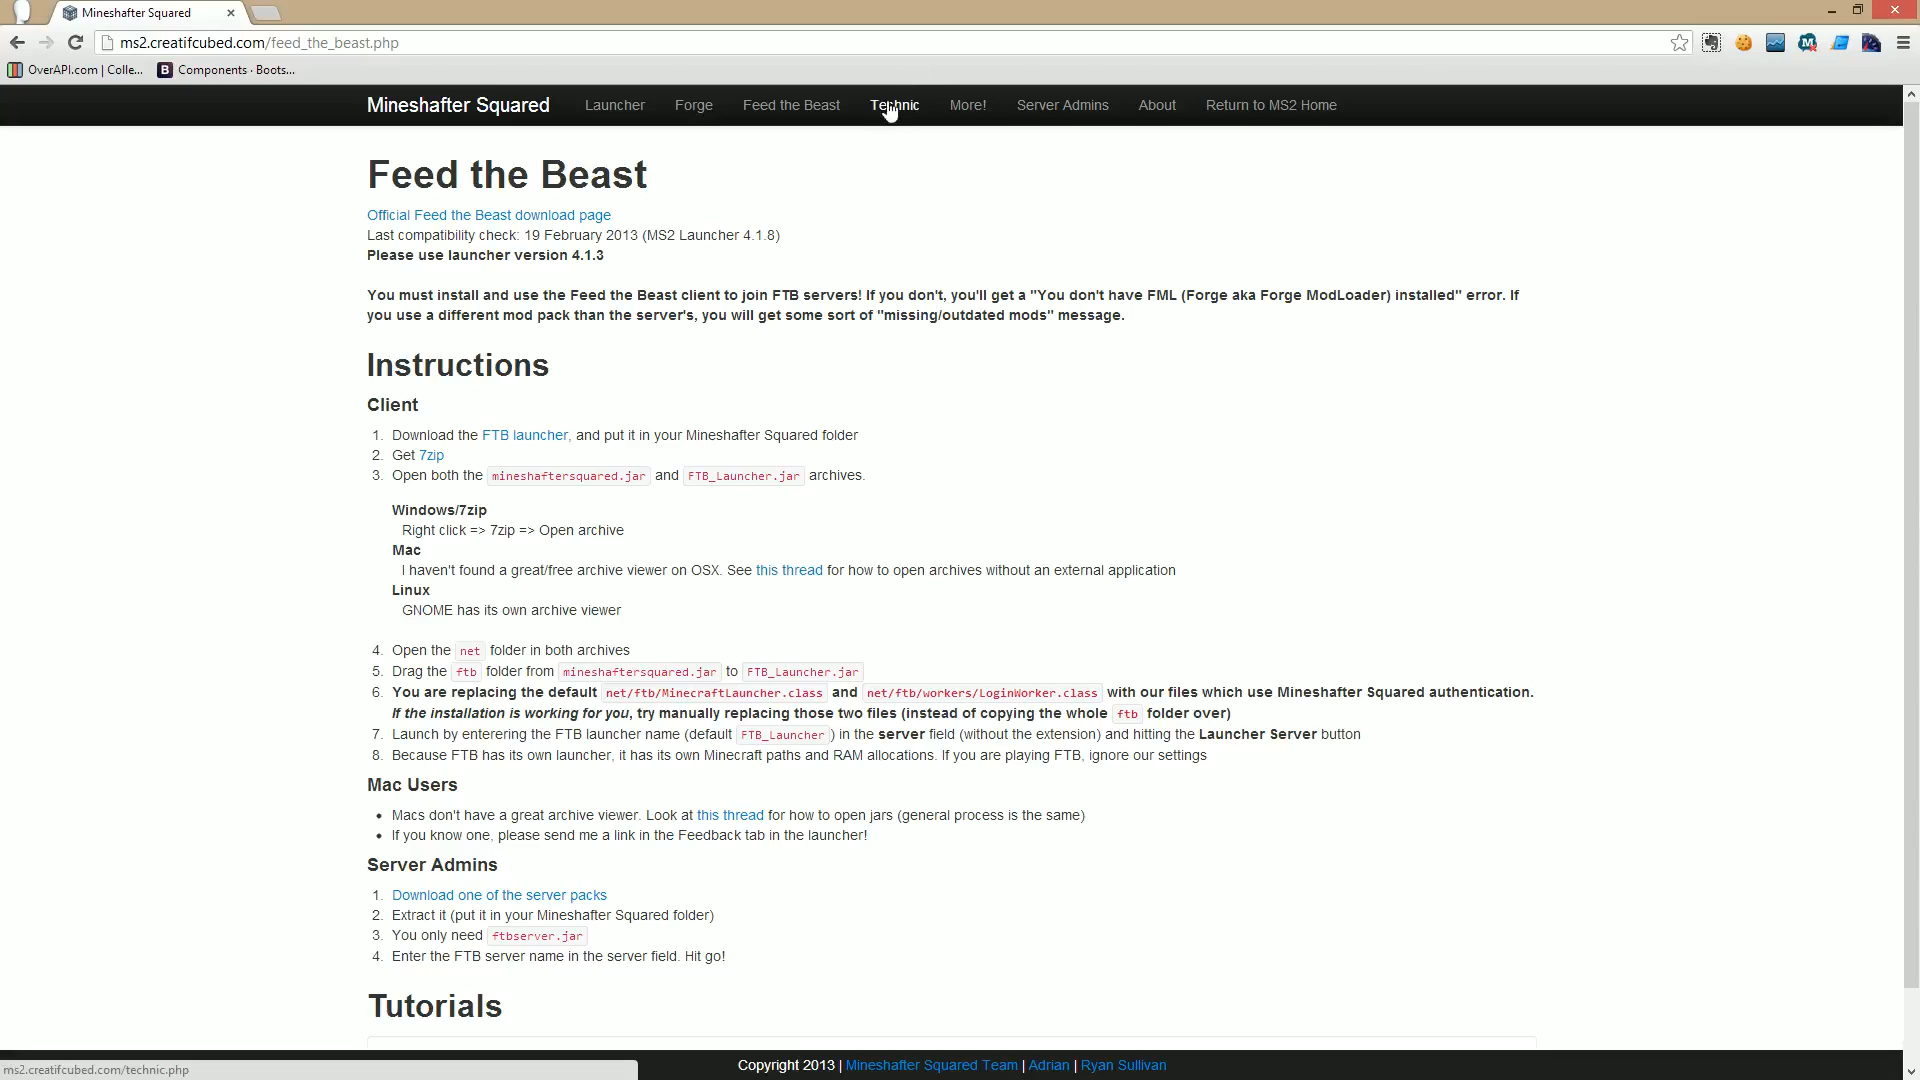 Mineshafter Squared
ms2.creatifcubed.com/feed_the_beast.php
OverAPI.com | Colle...
B Components · Boots...
Mineshafter Squared Launcher Forge Feed the Beast Technic More! Server Admins About Return to MS2 Home
Feed the Beast
Official Feed the Beast download page
Last compatibility check: 19 February 2013 (MS2 Launcher 4.1.8)
Please use launcher version 4.1.3
You must install and use the Feed the Beast client to join FTB servers! If you don't, you'll get a "You don't have FML (Forge aka Forge ModLoader) installed" error. If
you use a different mod pack than the server's, you will get some sort of "missing/outdated mods" message.
Instructions
Client
1. Download the FTB launcher, and put it in your Mineshafter Squared folder
2. Get 7zip
3. Open both the mineshaftersquared.jar and FTB_Launcher.jar archives.
Windows/7zip
Right click => 7zip => Open archive
Mac
I haven't found a great/free archive viewer on OSX. See this thread for how to open archives without an external application
Linux
GNOME has its own archive viewer
4. Open the net folder in both archives
5. Drag the ftb folder from mineshaftersquared.jar to FTB_Launcher.jar
6. You are replacing the default net/ftb/MinecraftLauncher.class and net/ftb/workers/LoginWorker.class with our files which use Mineshafter Squared authentication.
If the installation is working for you, try manually replacing those two files (instead of copying the whole ftb folder over)
7. Launch by enterering the FTB launcher name (default FTB_Launcher) in the server field (without the extension) and hitting the Launcher Server button
8. Because FTB has its own launcher, it has its own Minecraft paths and RAM allocations. If you are playing FTB, ignore our settings
Mac Users
• Macs don't have a great archive viewer. Look at this thread for how to open jars (general process is the same)
• If you know one, please send me a link in the Feedback tab in the launcher!
Server Admins
1. Download one of the server packs
2. Extract it (put it in your Mineshafter Squared folder)
3. You only need ftbserver.jar
4. Enter the FTB server name in the server field. Hit go!
Tutorials
Copyright 2013 | Mineshafter Squared Team | Adrian | Ryan Sullivan
ms2.creatifcubed.com/technic.php